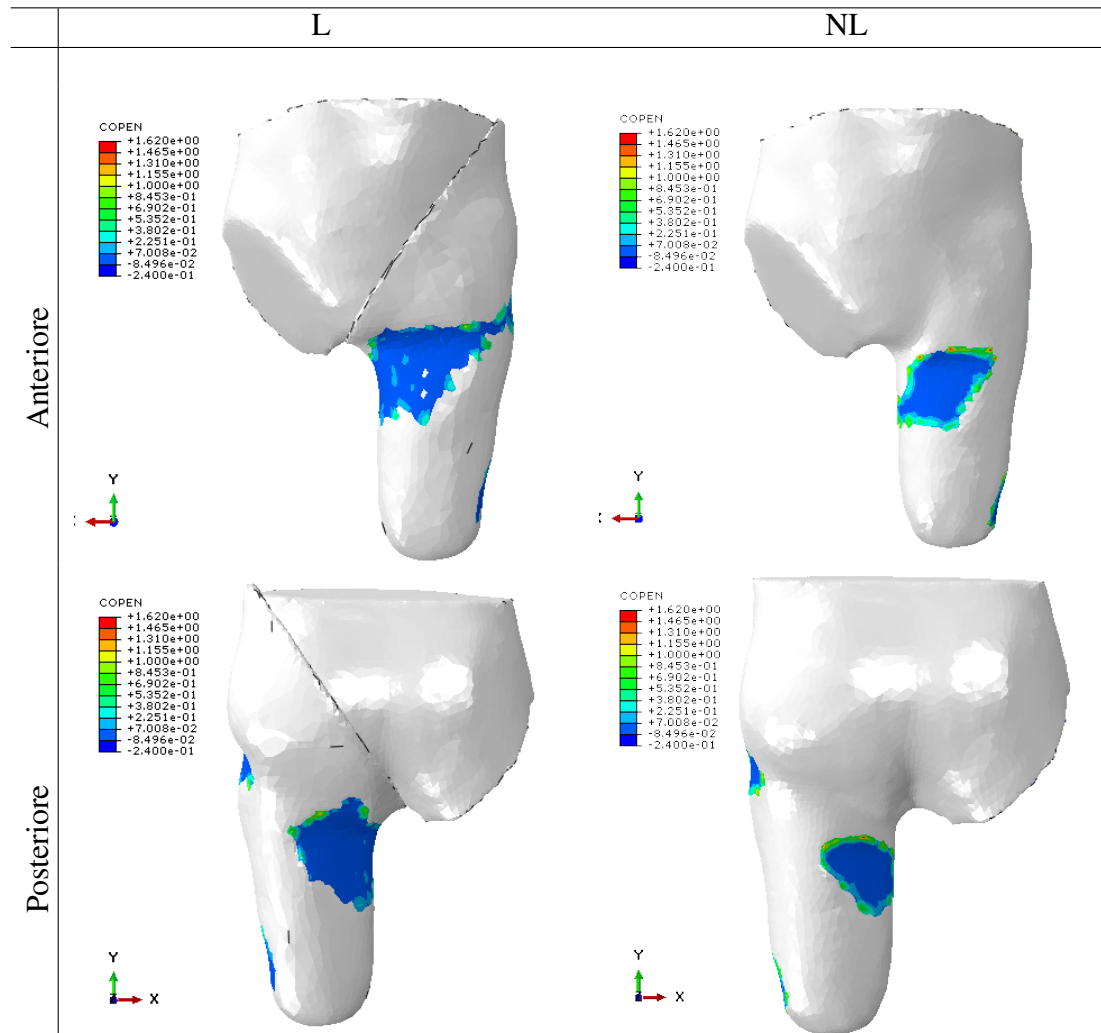 L NL
Anteriore
COPEN
+1.620e+00
+1.465e+00
+1.310e+00
+1.155e+00
+1.000e+00
+8.453e-01
+6.902e-01
+5.352e-01
+3.802e-01
+2.251e-01
+7.008e-02
-8.496e-02
-2.400e-01
Y
COPEN
+1.620e+00
+1.465e+00
+1.310e+00
+1.155e+00
+1.000e+00
+8.453e-01
+6.902e-01
+5.352e-01
+3.802e-01
+2.251e-01
+7.008e-02
-8.496e-02
-2.400e-01
Y
Posteriore
COPEN
+1.620e+00
+1.465e+00
+1.310e+00
+1.155e+00
+1.000e+00
+8.453e-01
+6.902e-01
+5.352e-01
+3.802e-01
+2.251e-01
+7.008e-02
-8.496e-02
-2.400e-01
Y
X
COPEN
+1.620e+00
+1.465e+00
+1.310e+00
+1.155e+00
+1.000e+00
+8.453e-01
+6.902e-01
+5.352e-01
+3.802e-01
+2.251e-01
+7.008e-02
-8.496e-02
-2.400e-01
Y
X